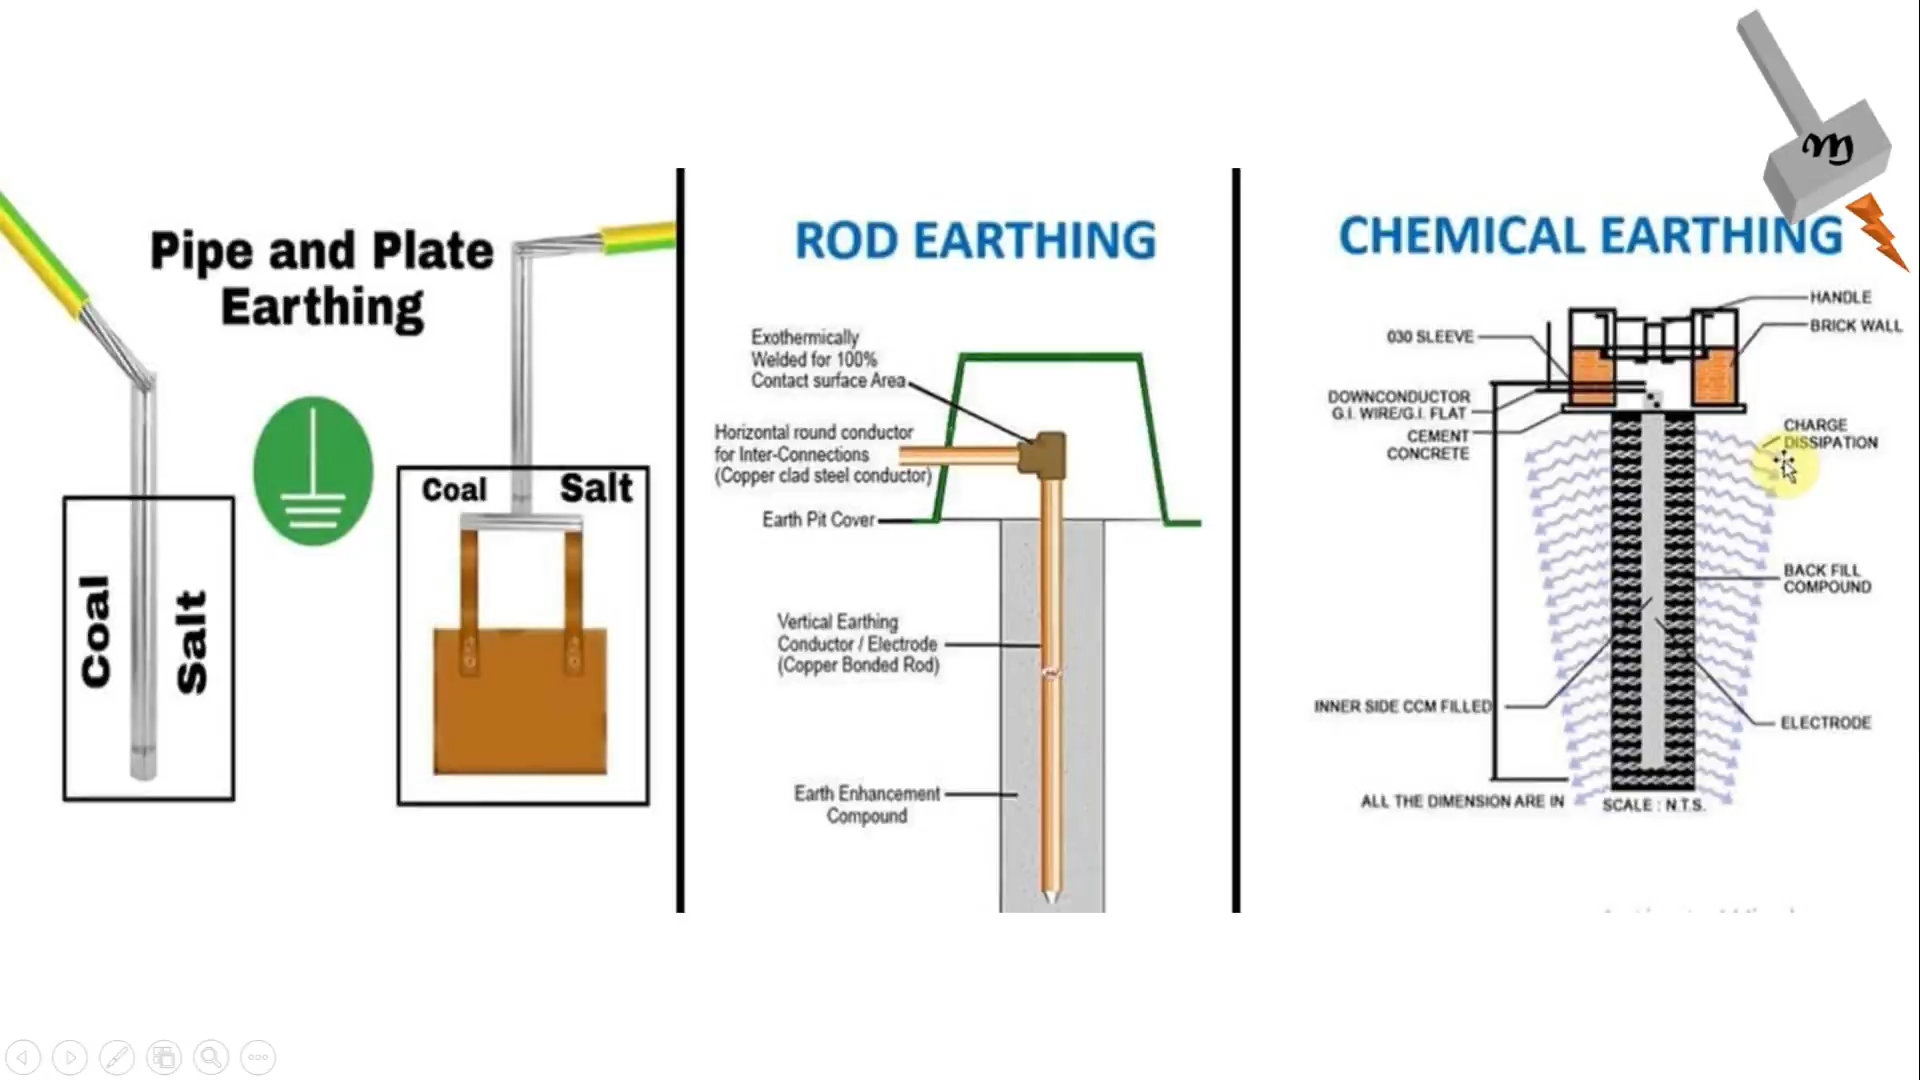 Pipe and Plate
Earthing
Coal
Salt
Coal
Salt
ROD EARTHING
Exothermically
Welded for 100%
Contact surface Area
Horizontal round conductor
for Inter-Connections
(Copper clad steel conductor)
Earth Pit Cover
Vertical Earthing
Conductor / Electrode
(Copper Bonded Rod)
Earth Enhancement
Compound
CHEMICAL EARTHING
HANDLE
BRICK WALL
030 SLEEVE
DOWNCONDUCTOR
G.I. WIRE/G.I. FLAT
CEMENT
CONCRETE
CHARGE
DISSIPATION
BACK FILL
COMPOUND
INNER SIDE CCM FILLED
ELECTRODE
ALL THE DIMENSION ARE IN
SCALE : N.T.S.